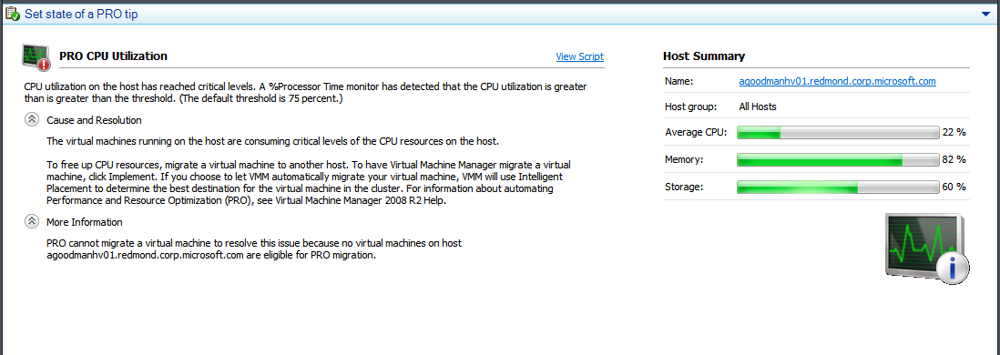 Set state of a PRO tip
PRO CPU Utilization
View Script
CPU utilization on the host has reached critical levels. A %Processor Time monitor has detected that the CPU utilization is greater
than is greater than the threshold. (The default threshold is 75 percent.)
Cause and Resolution
The virtual machines running on the host are consuming critical levels of the CPU resources on the host.
To free up CPU resources, migrate a virtual machine to another host. To have Virtual Machine Manager migrate a virtual
machine, click Implement. If you choose to let VMM automatically migrate your virtual machine, VMM will use Intelligent
Placement to determine the best destination for the virtual machine in the cluster. For information about automating
Performance and Resource Optimization (PRO), see Virtual Machine Manager 2008 R2 Help.
More Information
PRO cannot migrate a virtual machine to resolve this issue because no virtual machines on host
agoodmanhv01.redmond.corp.microsoft.com are eligible for PRO migration.
Host Summary
Name: agoodmanhv01.redmond.corp.microsoft.com
Host group: All Hosts
Average CPU: 22 %
Memory: 82 %
Storage: 60 %